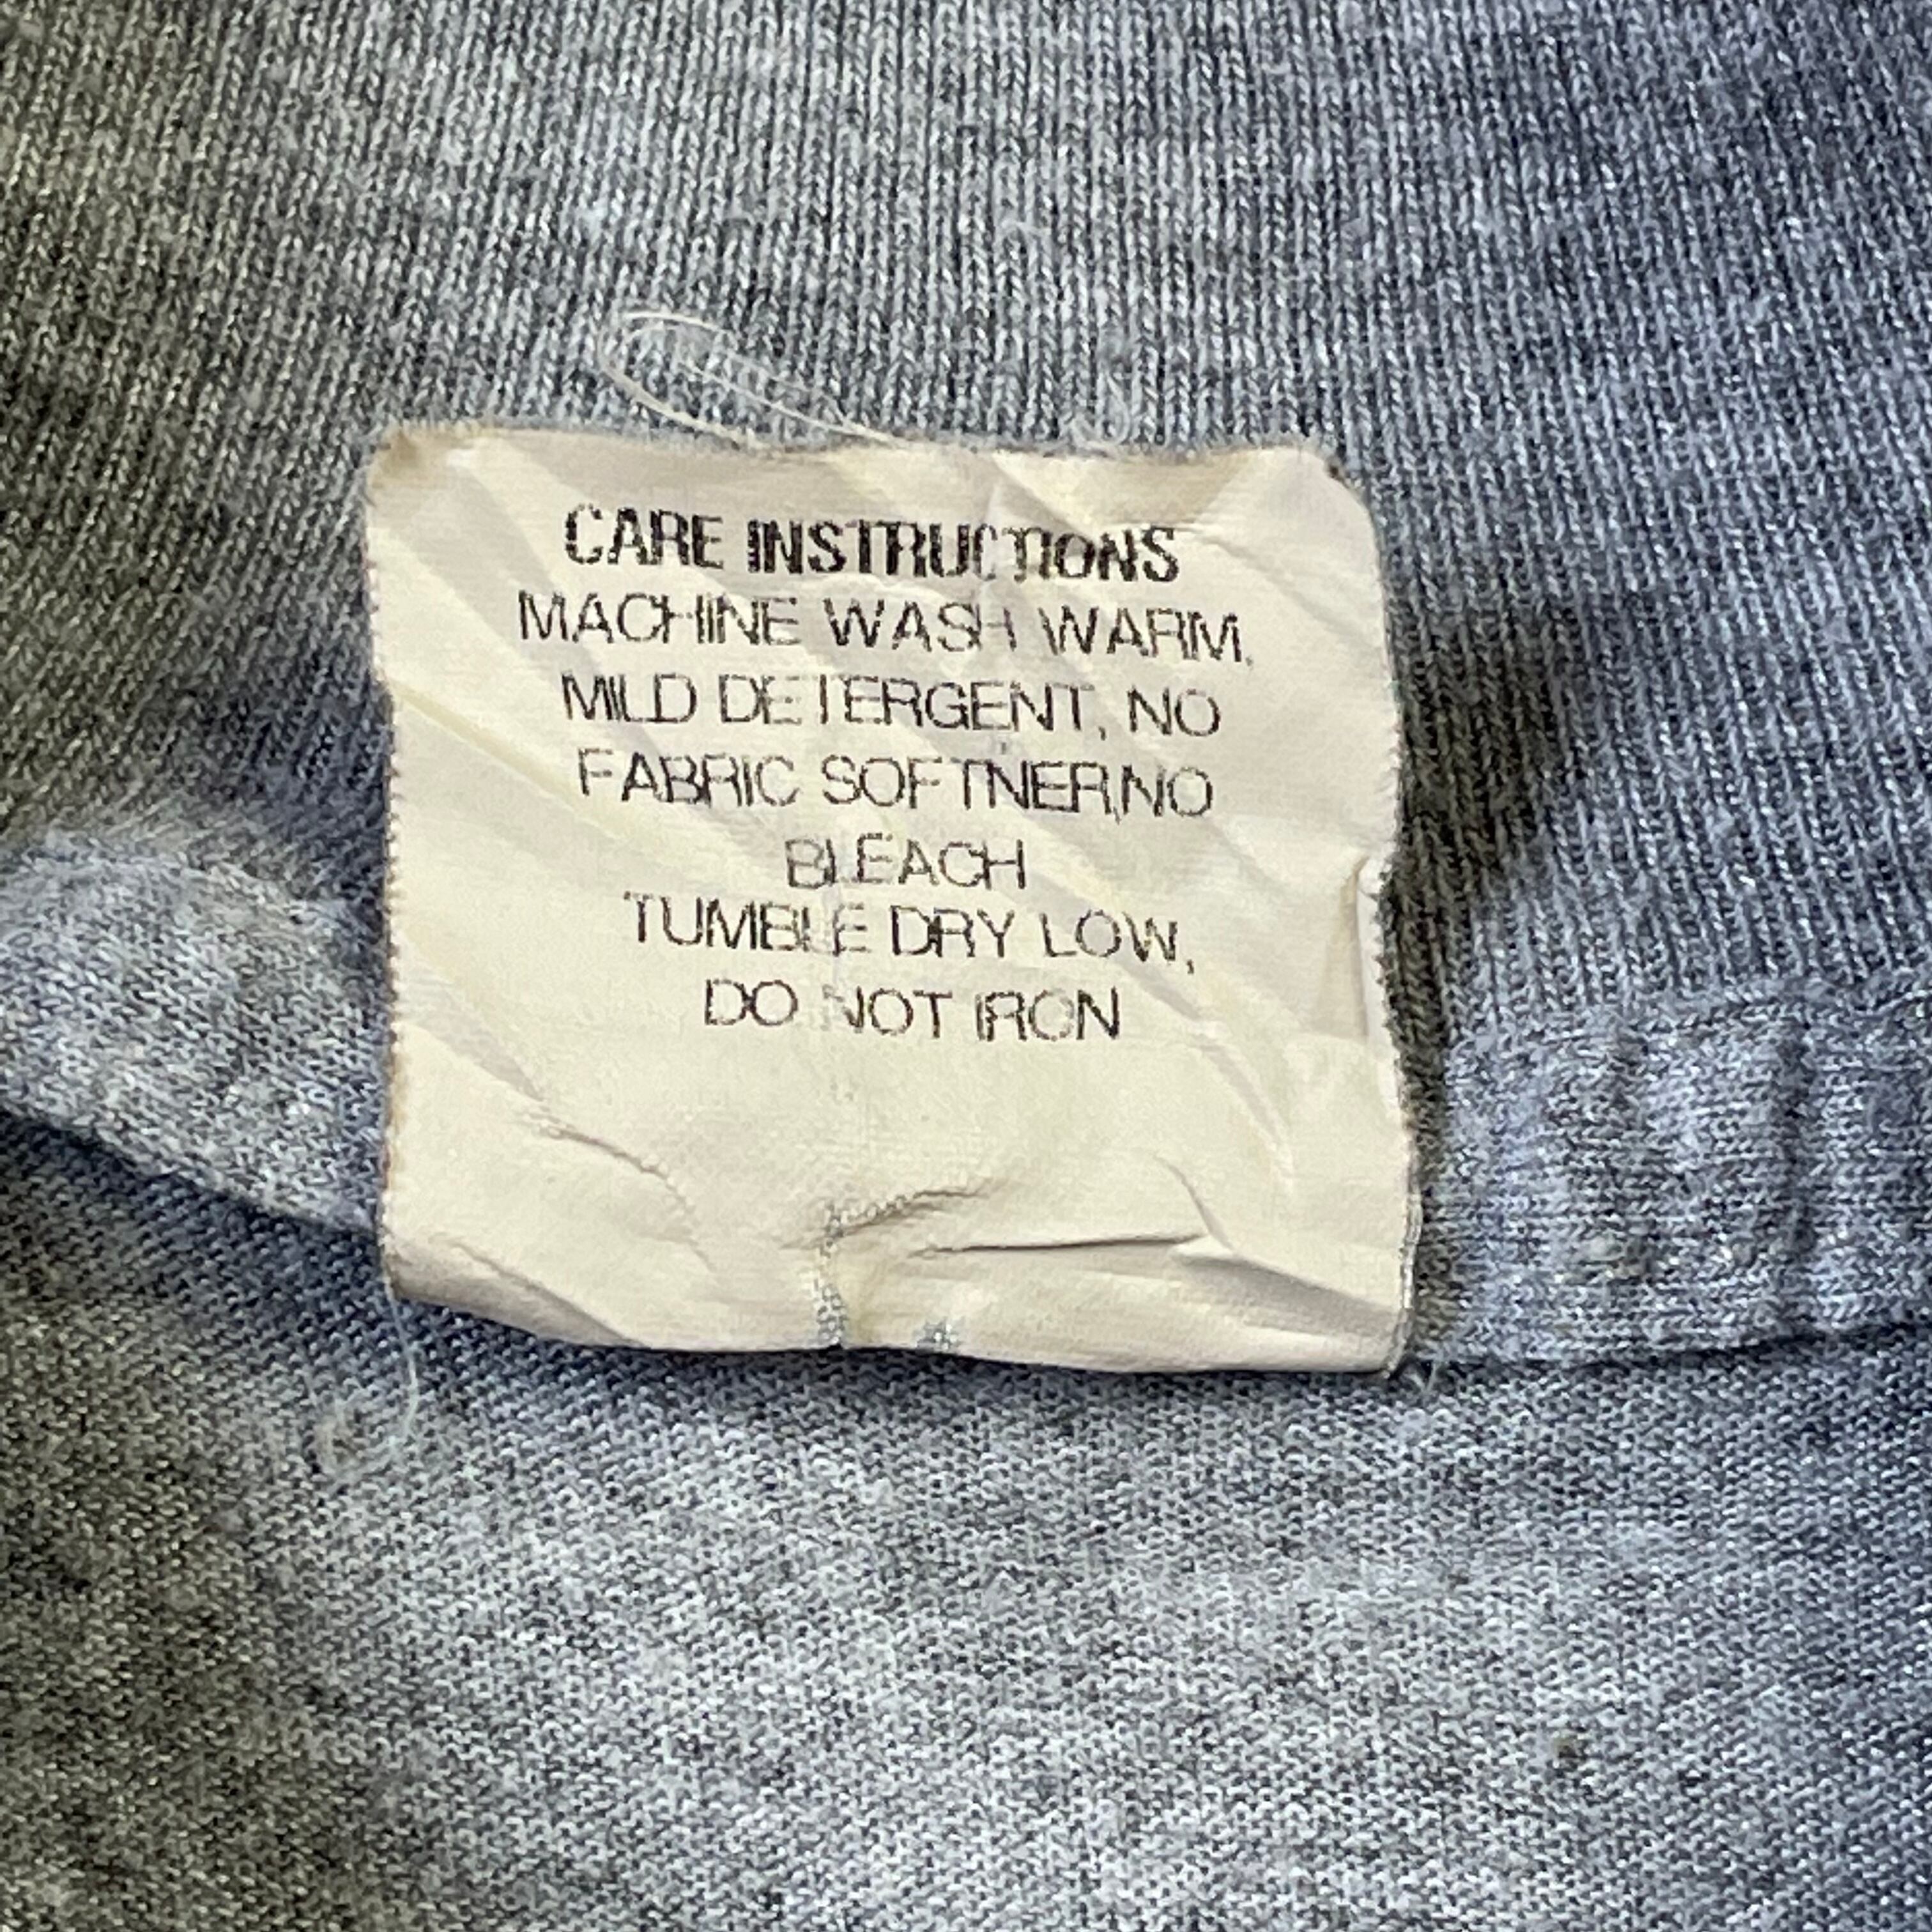 CARE INSTRUCTIONS
MACHINE WASH WARM,
MILD DETERGENT, NO
FABRIC SOFTNER,NO
BLEACH
TUMBLE DRY LOW,
DO NOT IRON